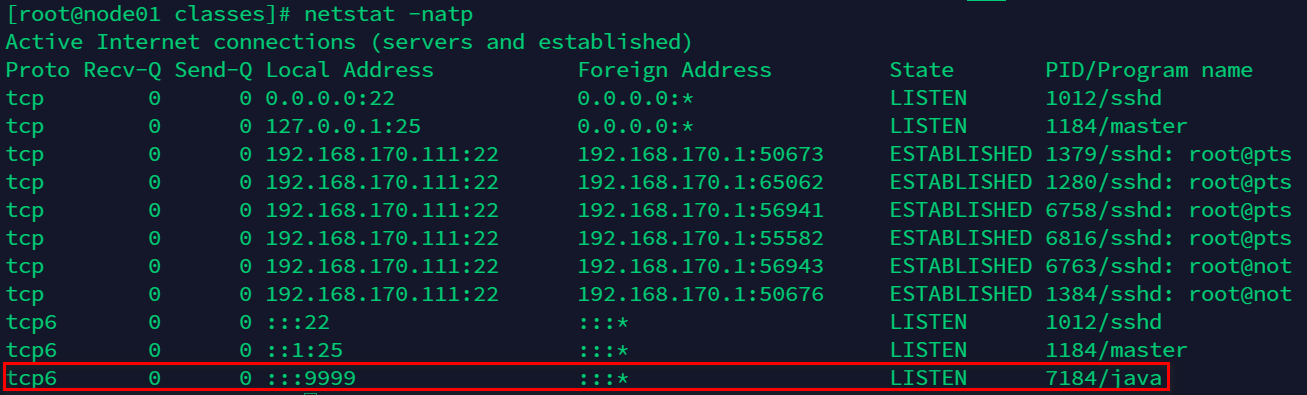 [root@node01 classes]# netstat -natp
Active Internet connections (servers and established)
Proto Recv-Q Send-Q Local Address           Foreign Address         State       PID/Program name
tcp        0      0 0.0.0.0:22              0.0.0.0:*               LISTEN      1012/sshd
tcp        0      0 127.0.0.1:25            0.0.0.0:*               LISTEN      1184/master
tcp        0      0 192.168.170.111:22      192.168.170.1:50673     ESTABLISHED 1379/sshd: root@pts
tcp        0      0 192.168.170.111:22      192.168.170.1:65062     ESTABLISHED 1280/sshd: root@pts
tcp        0      0 192.168.170.111:22      192.168.170.1:56941     ESTABLISHED 6758/sshd: root@pts
tcp        0      0 192.168.170.111:22      192.168.170.1:55582     ESTABLISHED 6816/sshd: root@pts
tcp        0      0 192.168.170.111:22      192.168.170.1:56943     ESTABLISHED 6763/sshd: root@not
tcp        0      0 192.168.170.111:22      192.168.170.1:50676     ESTABLISHED 1384/sshd: root@not
tcp6       0      0 :::22                   :::*                    LISTEN      1012/sshd
tcp6       0      0 ::1:25                  :::*                    LISTEN      1184/master
tcp6       0      0 :::9999                 :::*                    LISTEN      7184/java